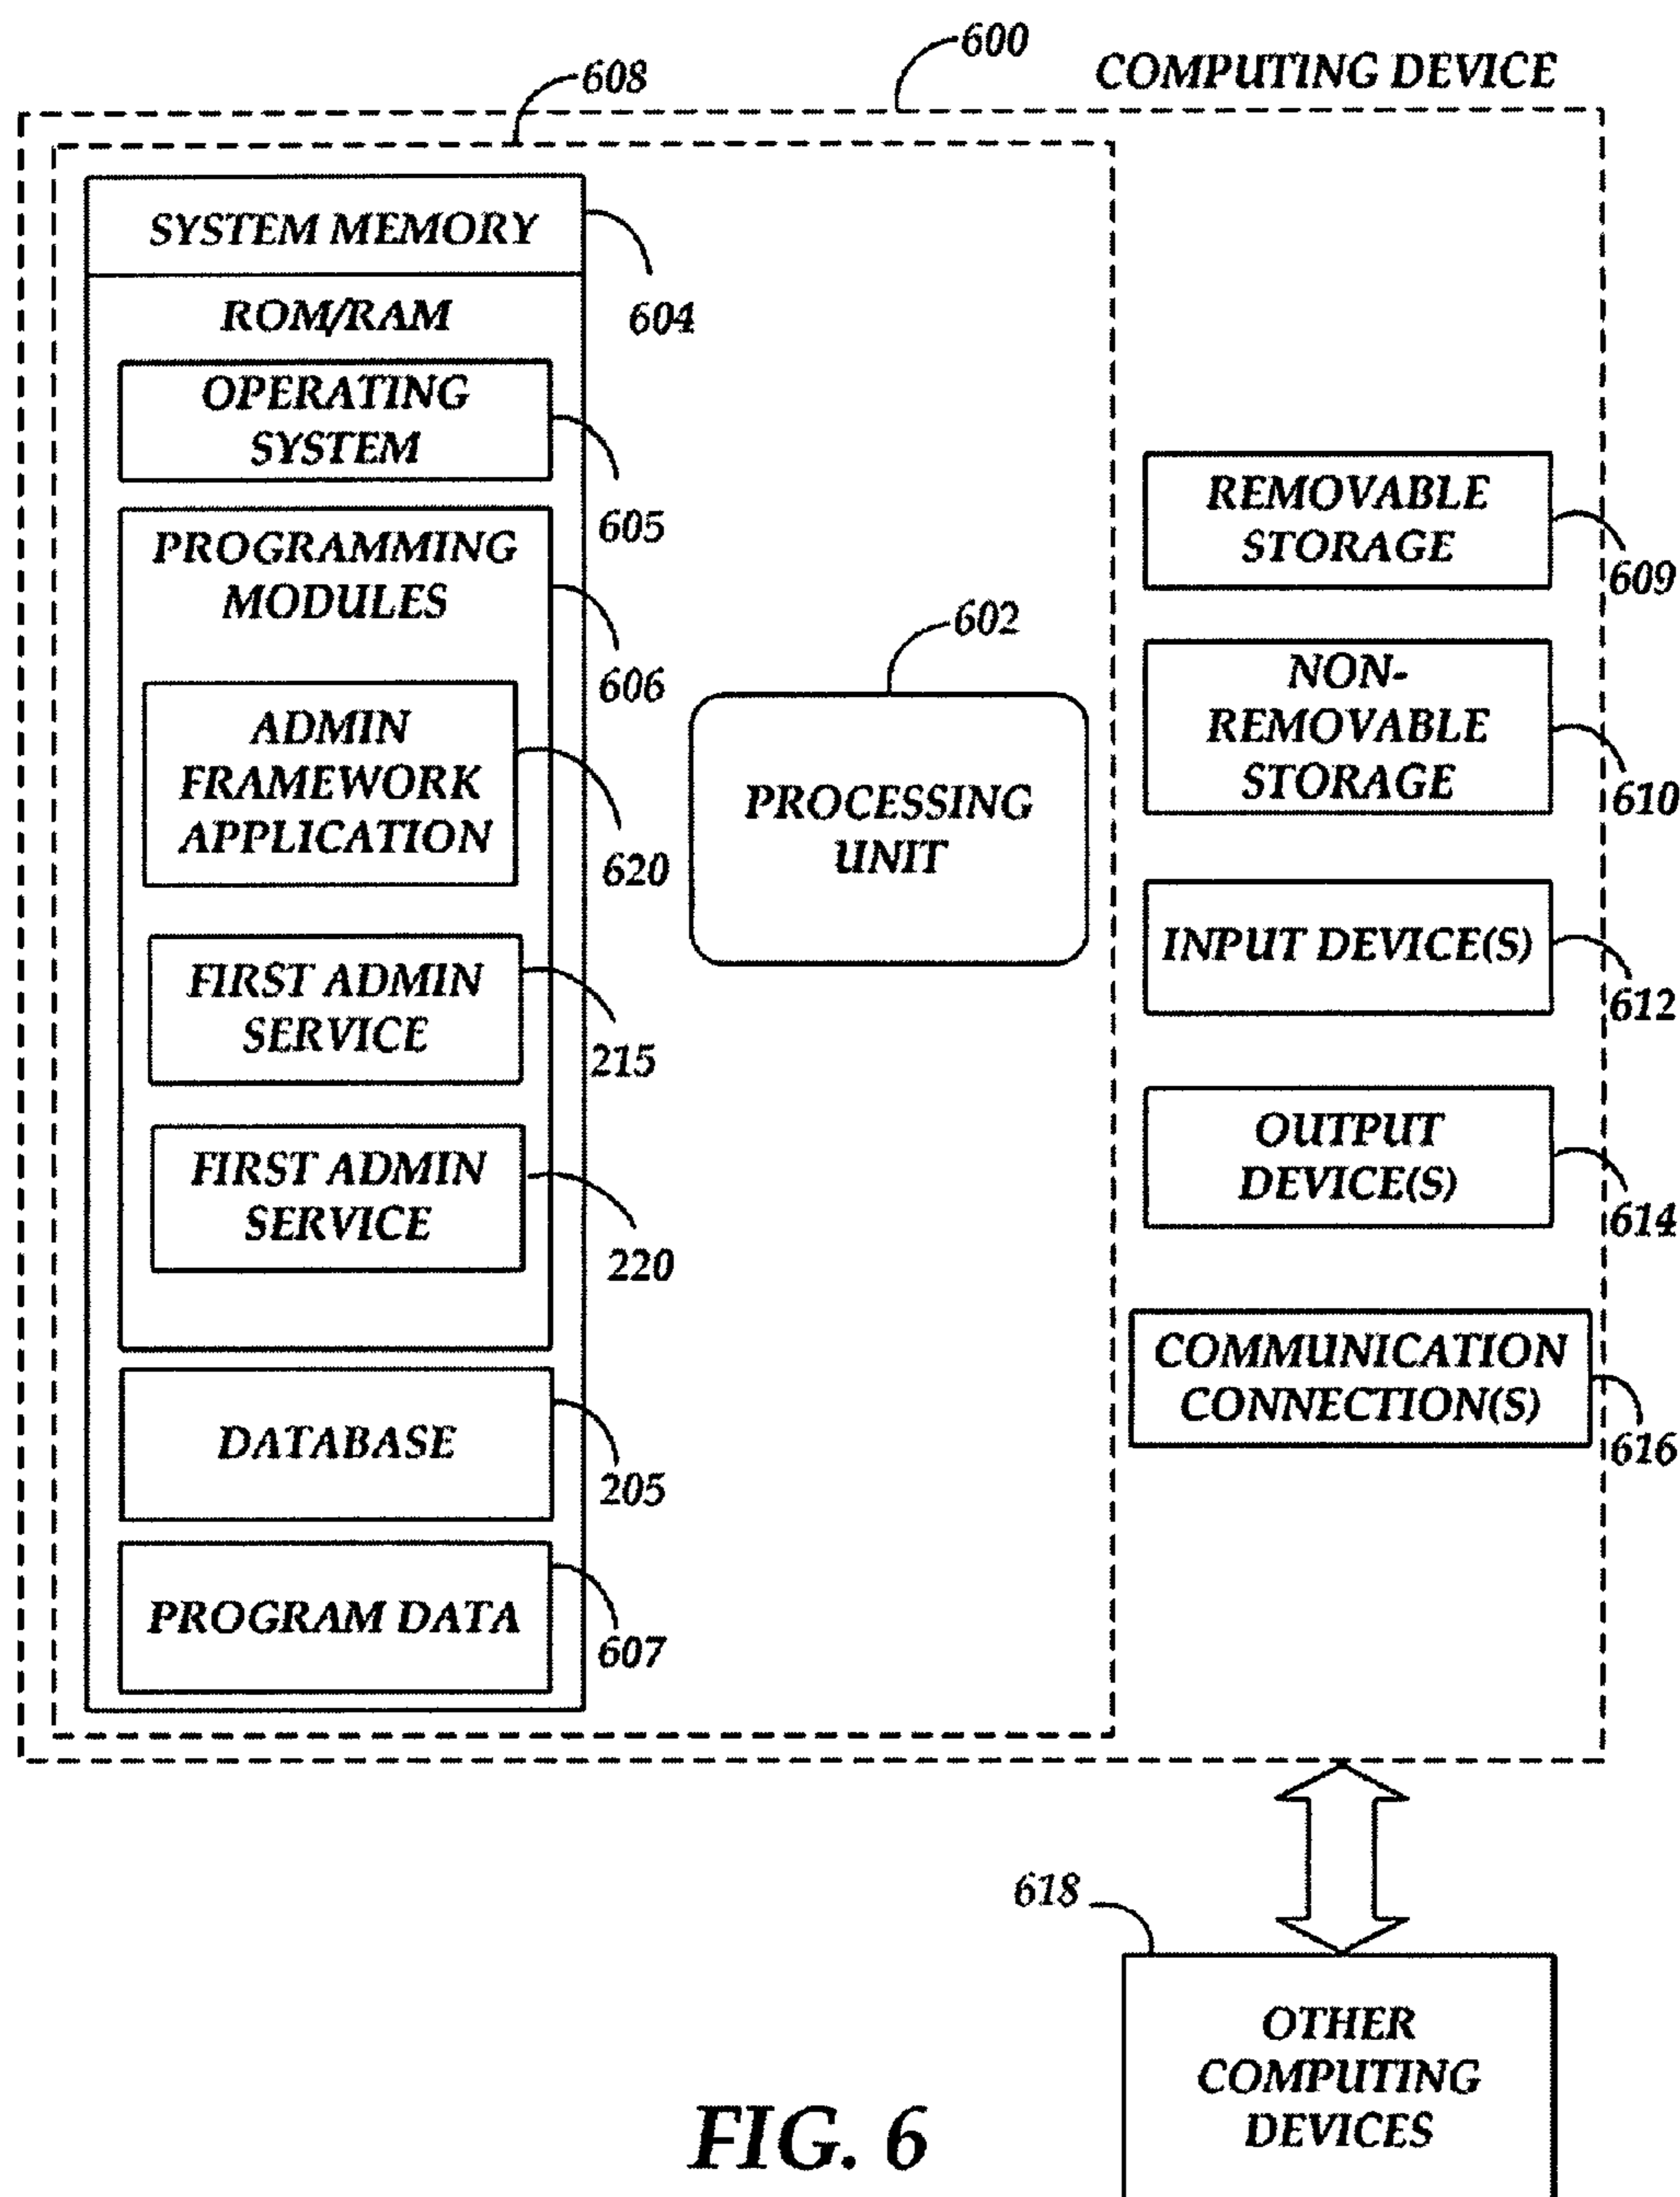 600
COMPUTING DEVICE
608
SYSTEM MEMORY
604
ROM/RAM
OPERATING
SYSTEM
605
PROGRAMMING
MODULES
606
ADMIN
FRAMEWORK
APPLICATION
620
FIRST ADMIN
SERVICE
215
FIRST ADMIN
SERVICE
220
DATABASE
205
PROGRAM DATA
607
602
PROCESSING
UNIT
REMOVABLE
STORAGE
609
NON-
REMOVABLE
STORAGE
610
INPUT DEVICE(S)
612
OUTPUT
DEVICE(S)
614
COMMUNICATION
CONNECTION(S)
616
618
OTHER
COMPUTING
DEVICES
FIG. 6